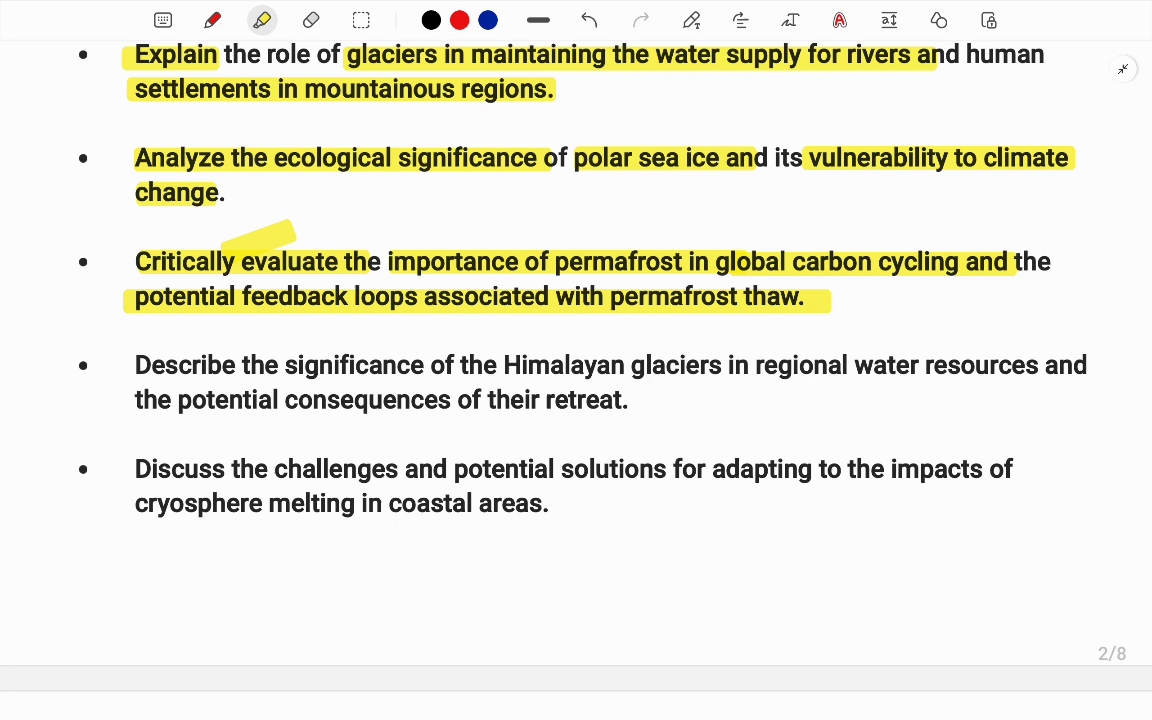 • Explain the role of glaciers in maintaining the water supply for rivers and human
settlements in mountainous regions.
• Analyze the ecological significance of polar sea ice and its vulnerability to climate
change.
• Critically evaluate the importance of permafrost in global carbon cycling and the
potential feedback loops associated with permafrost thaw.
• Describe the significance of the Himalayan glaciers in regional water resources and
the potential consequences of their retreat.
• Discuss the challenges and potential solutions for adapting to the impacts of
cryosphere melting in coastal areas.
2/8